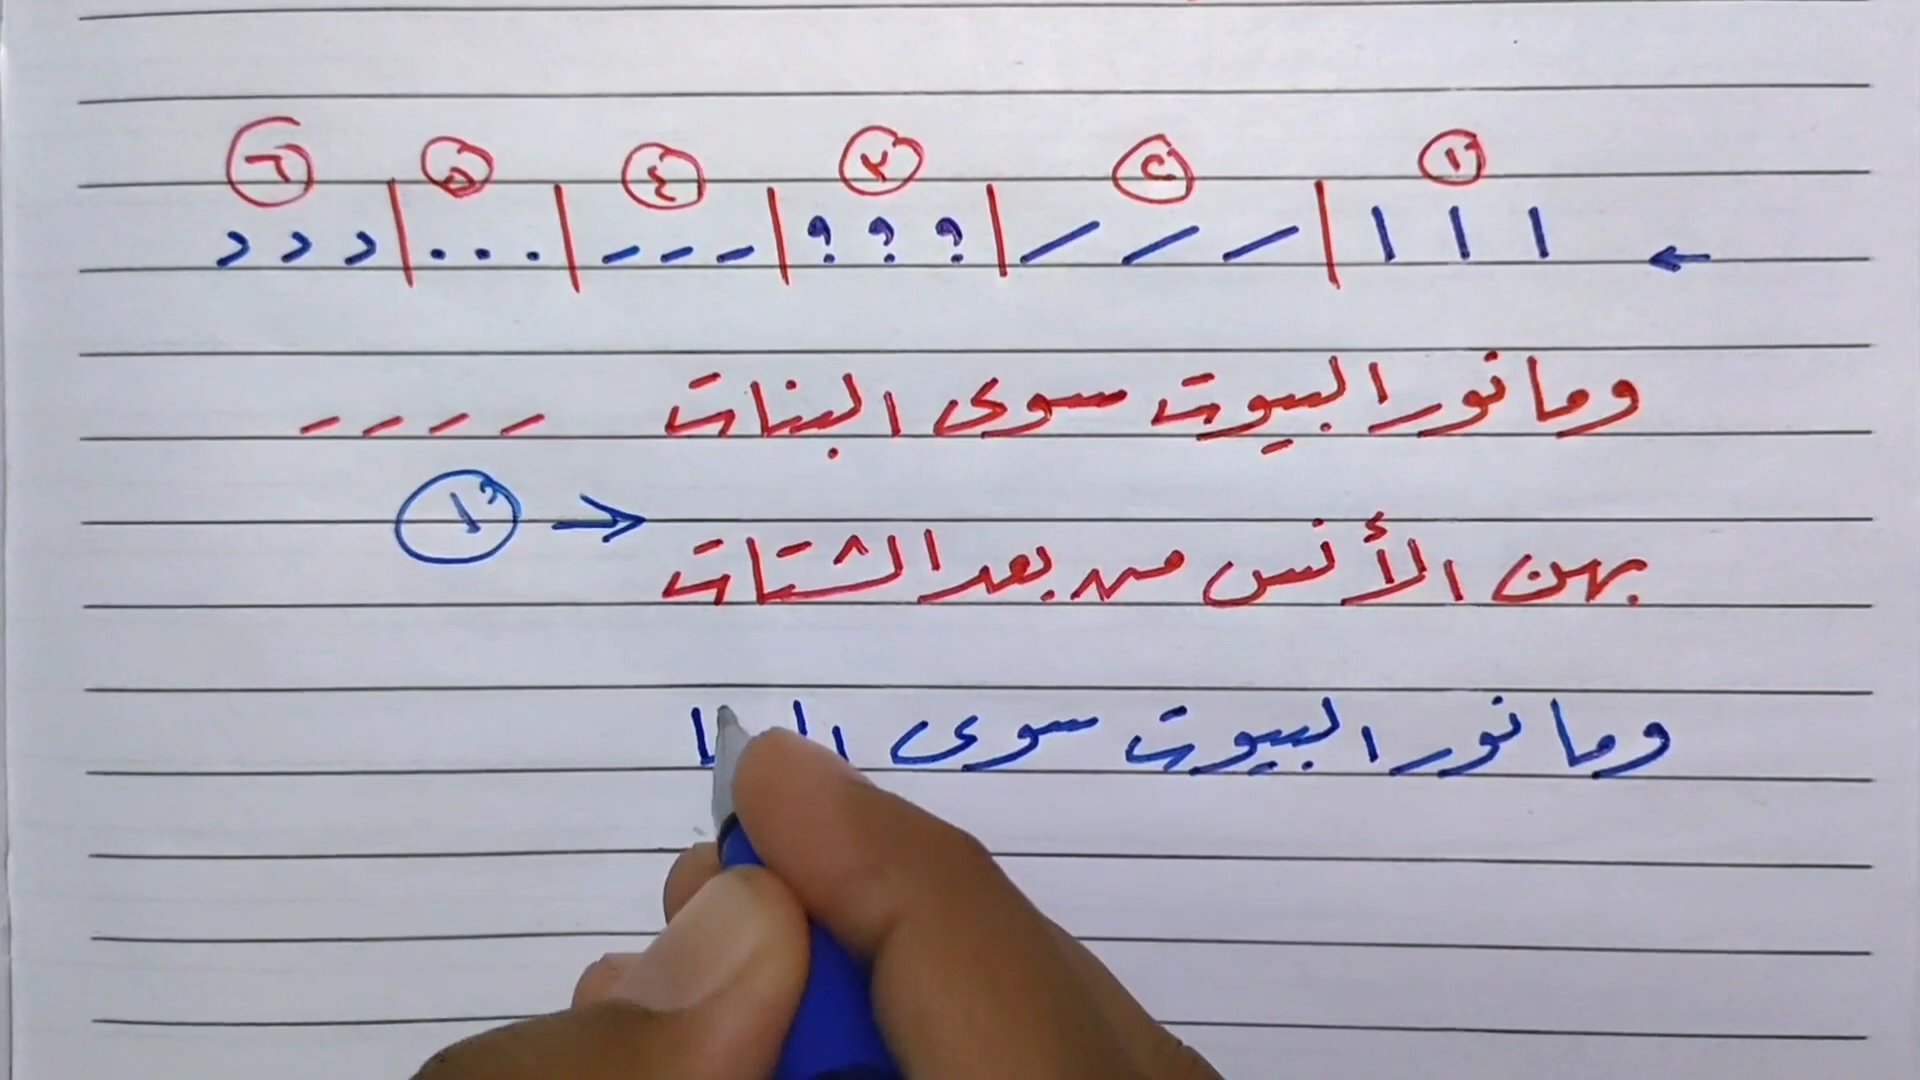 ١ ٢ ٣ ٤ ٥ ٦
وما نور البيوت سوى البنات
بهن الأنس من بعد الشتات
١٠
وما نور البيوت سوى